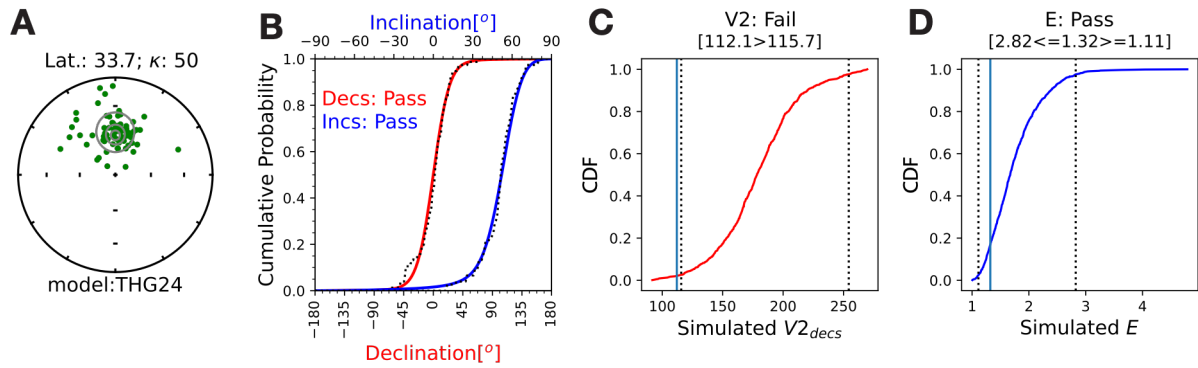 A
Lat.: 33.7; κ: 50
model:THG24
B
Inclination[°]
−90 −60 −30 0 30 60 90
Cumulative Probability
1.0
0.8
0.6
0.4
0.2
0.0
Decs: Pass
Incs: Pass
−180 −135 −90 −45 0 45 90 135 180
Declination[°]
C
V2: Fail
[112.1>115.7]
CDF
1.0
0.8
0.6
0.4
0.2
0.0
100 150 200 250
Simulated V2decs
D
E: Pass
[2.82<=1.32>=1.11]
CDF
1.0
0.8
0.6
0.4
0.2
0.0
1 2 3 4
Simulated E